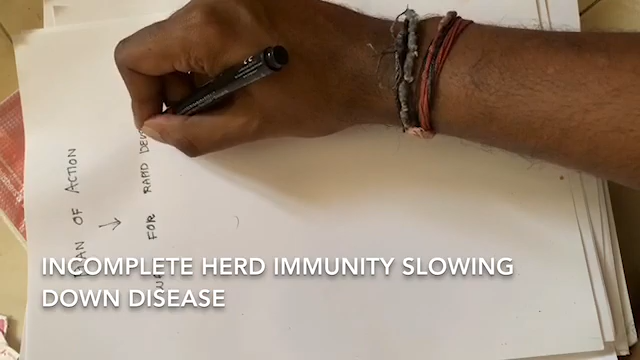 INCOMPLETE HERD IMMUNITY SLOWING
DOWN DISEASE
OF ACTION
↓
FOR RAPID